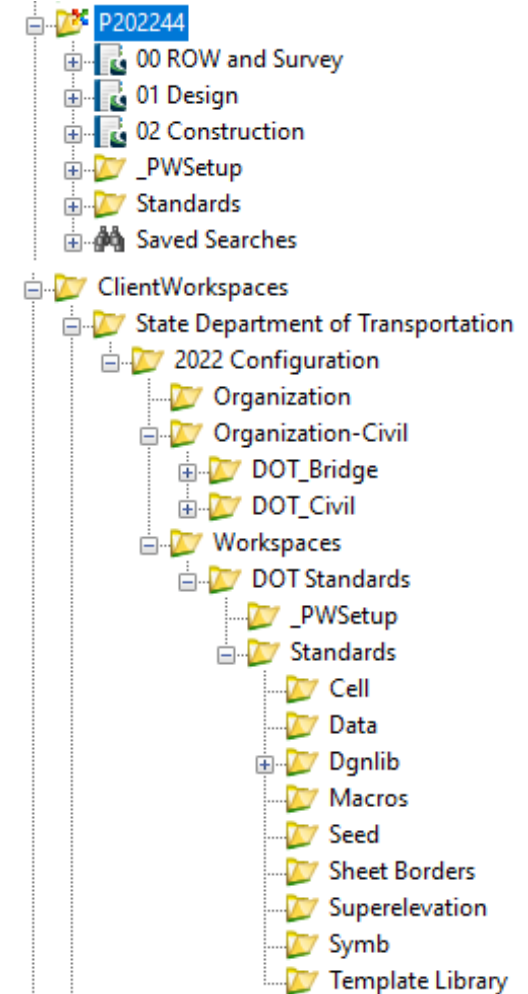 P202244
00 ROW and Survey
01 Design
02 Construction
_PWSetup
Standards
Saved Searches
ClientWorkspaces
State Department of Transportation
2022 Configuration
Organization
Organization-Civil
DOT_Bridge
DOT_Civil
Workspaces
DOT Standards
_PWSetup
Standards
Cell
Data
Dgnlib
Macros
Seed
Sheet Borders
Superelevation
Symb
Template Library